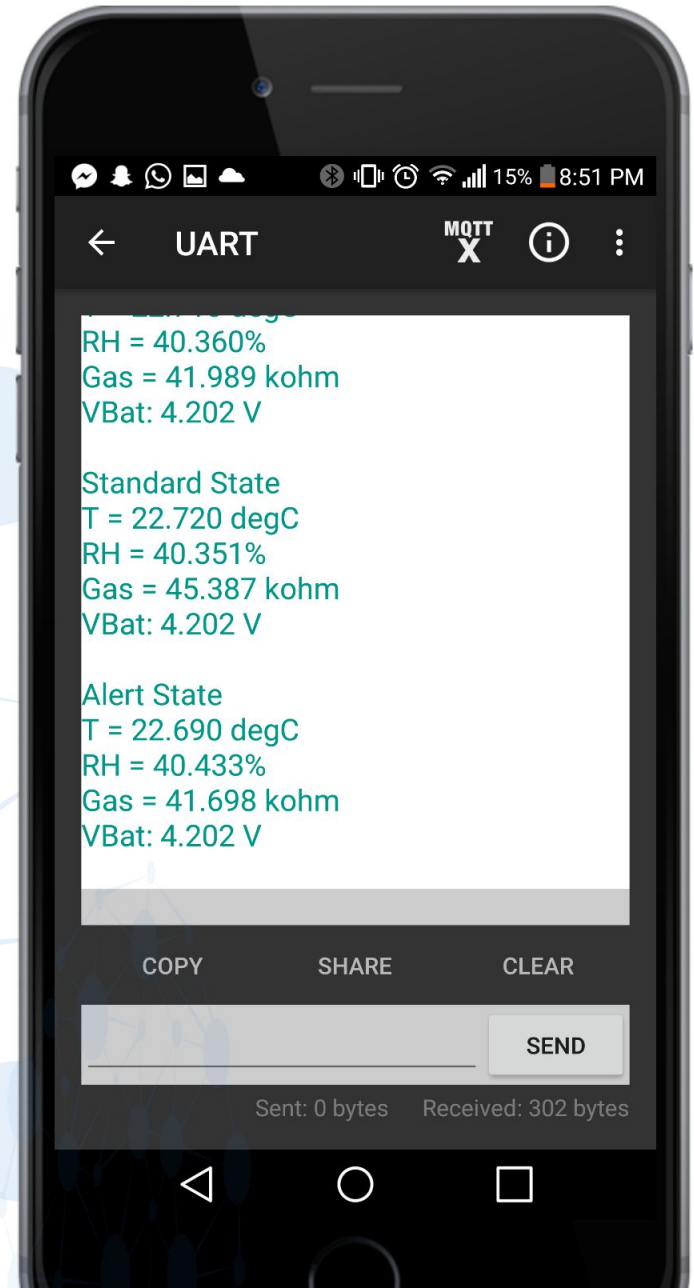 15% 8:51 PM
UART
MQTT
X
RH = 40.360%
Gas = 41.989 kohm
VBat: 4.202 V
Standard State
T = 22.720 degC
RH = 40.351%
Gas = 45.387 kohm
VBat: 4.202 V
Alert State
T = 22.690 degC
RH = 40.433%
Gas = 41.698 kohm
VBat: 4.202 V
COPY SHARE CLEAR
SEND
Sent: 0 bytes Received: 302 bytes